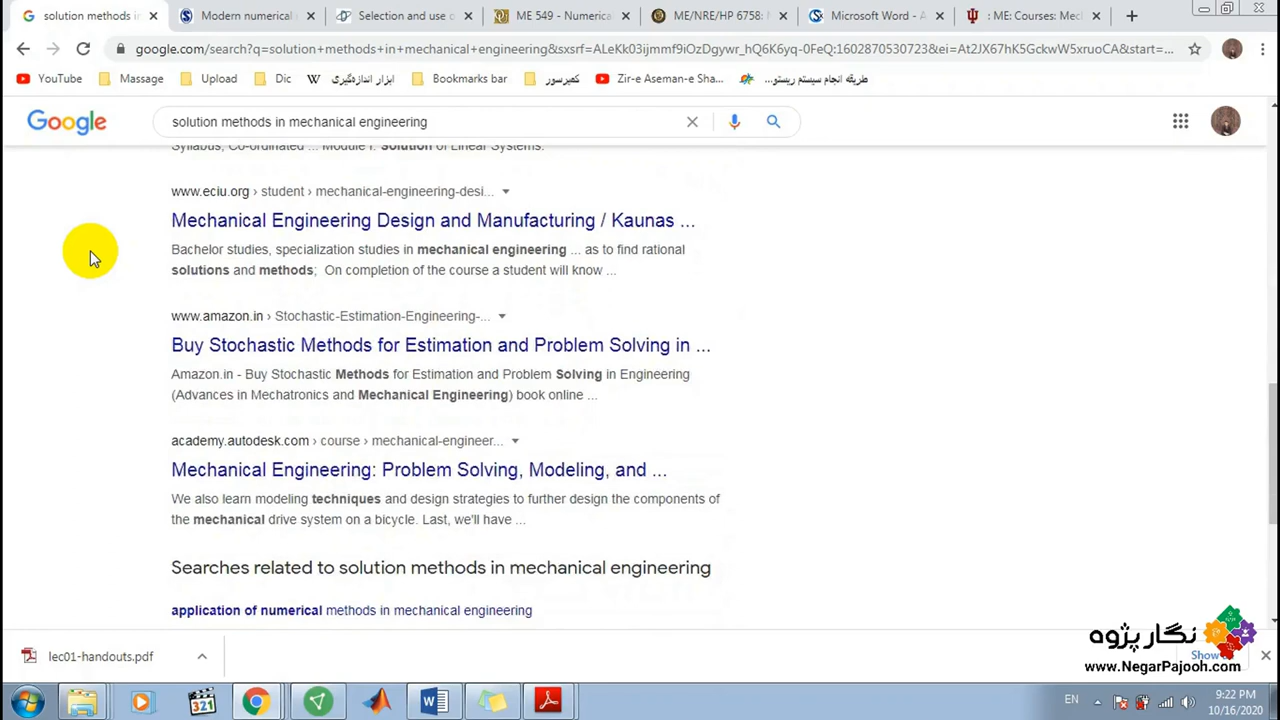 solution methods in
Modern numerical
Selection and use o
ME 549 - Numerica
ME/NRE/HP 6758:
Microsoft Word - A
: ME: Courses: Mec
google.com/search?q=solution+methods+in+mechanical+engineering&sxsrf=ALeKk03ijmmf9iOzDgywr_hQ6K6yq-0FeQ:1602870530723&ei=At2JX67hK5GckwW5xruoCA&start=...
YouTube
Massage
Upload
Dic
ابزار اندازه‌گیری
Bookmarks bar
کمپرسور
Zir-e Aseman-e Sha...
طریقه انجام سیستم ریستو...
Google
solution methods in mechanical engineering
Syllabus, Co-ordinated ... Module I: Solution of Linear Systems.
www.eciu.org › student › mechanical-engineering-desi...
Mechanical Engineering Design and Manufacturing / Kaunas ...
Bachelor studies, specialization studies in mechanical engineering ... as to find rational
solutions and methods; On completion of the course a student will know ...
www.amazon.in › Stochastic-Estimation-Engineering-...
Buy Stochastic Methods for Estimation and Problem Solving in ...
Amazon.in - Buy Stochastic Methods for Estimation and Problem Solving in Engineering
(Advances in Mechatronics and Mechanical Engineering) book online ...
academy.autodesk.com › course › mechanical-engineer...
Mechanical Engineering: Problem Solving, Modeling, and ...
We also learn modeling techniques and design strategies to further design the components of
the mechanical drive system on a bicycle. Last, we'll have ...
Searches related to solution methods in mechanical engineering
application of numerical methods in mechanical engineering
lec01-handouts.pdf
Show
نگار پژوه
www.NegarPajooh.com
321
EN
9:22 PM
10/16/2020